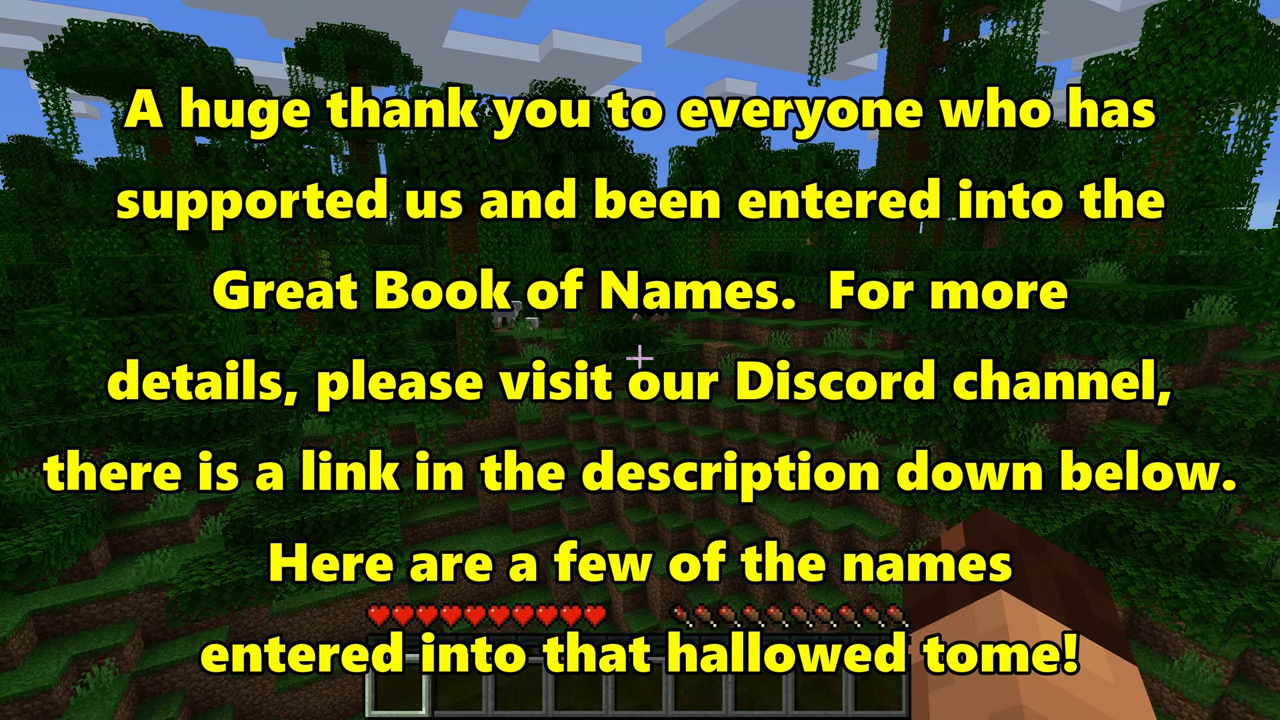 A huge thank you to everyone who has
supported us and been entered into the
Great Book of Names.  For more
details, please visit our Discord channel,
there is a link in the description down below.
Here are a few of the names
entered into that hallowed tome!